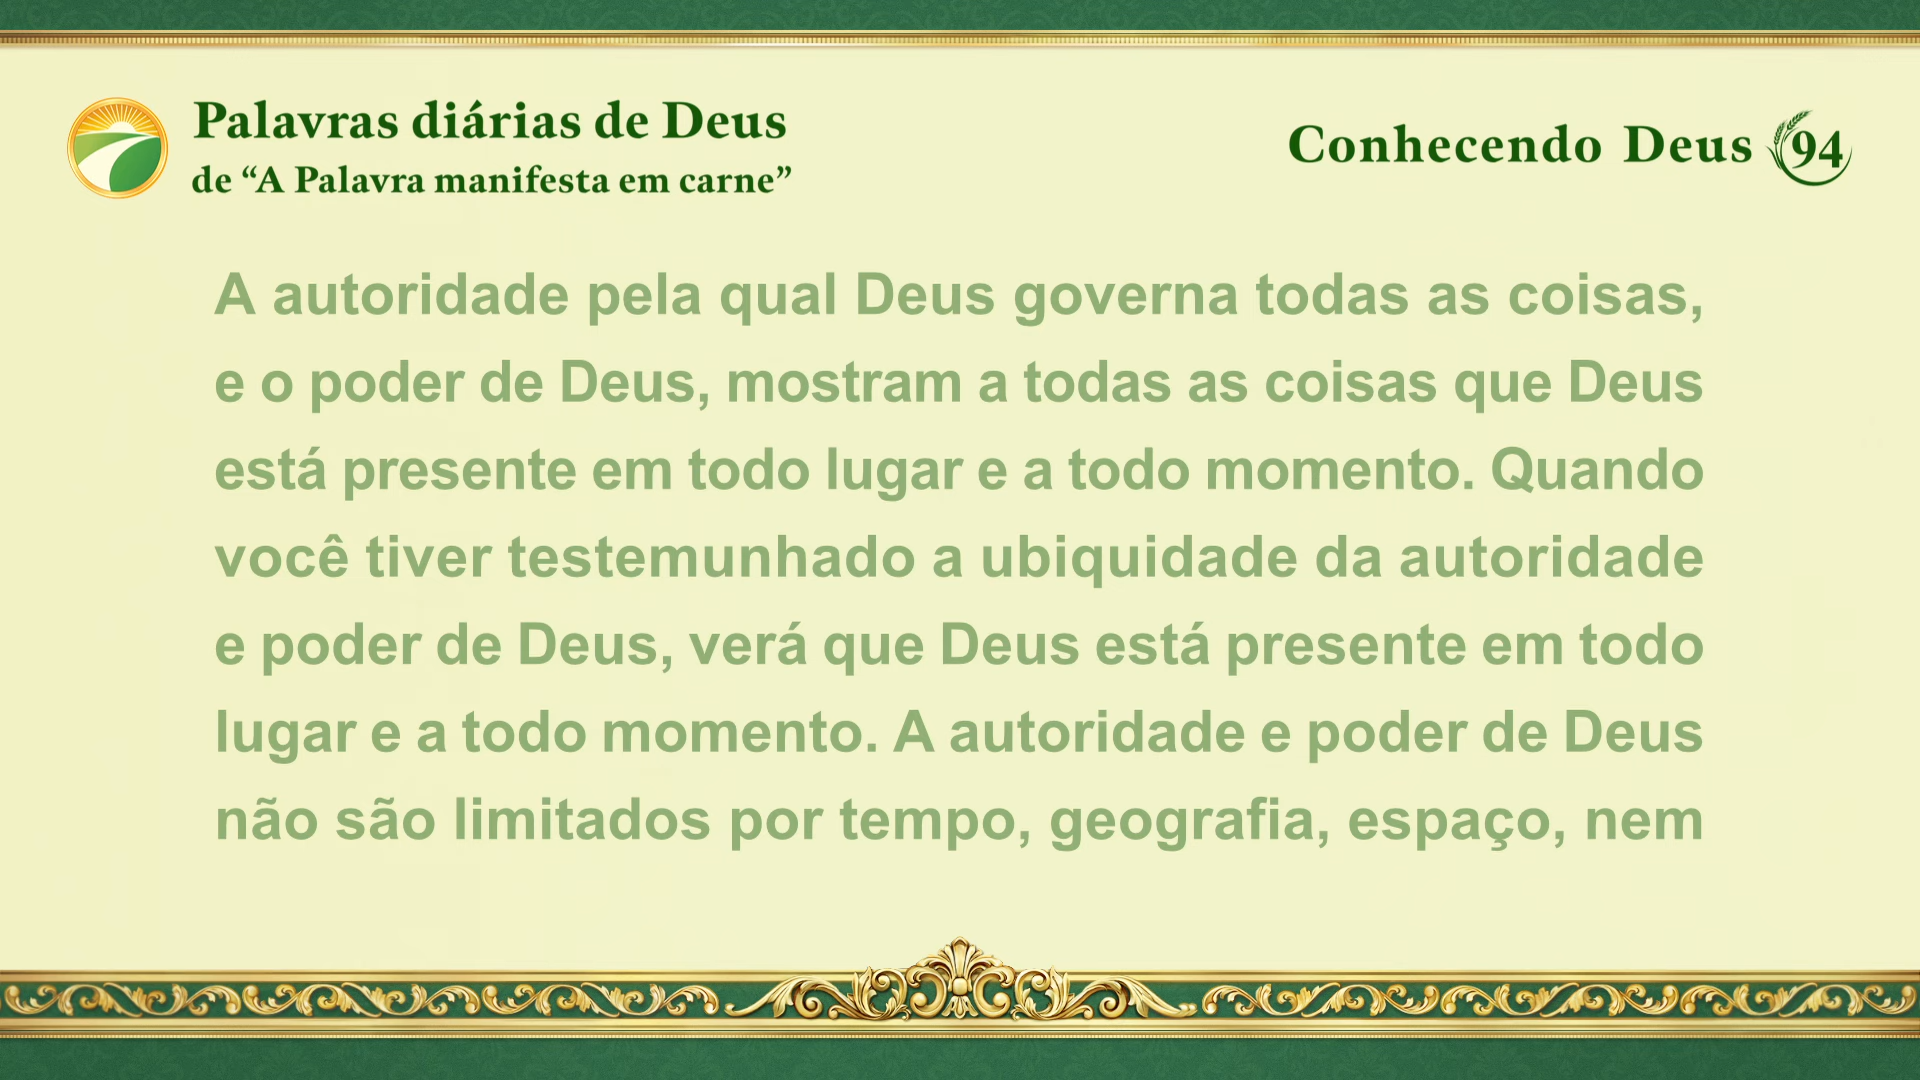 Palavras diárias de Deus
de “A Palavra manifesta em carne”
Conhecendo Deus 94
A autoridade pela qual Deus governa todas as coisas,
e o poder de Deus, mostram a todas as coisas que Deus
está presente em todo lugar e a todo momento. Quando
você tiver testemunhado a ubiquidade da autoridade
e poder de Deus, verá que Deus está presente em todo
lugar e a todo momento. A autoridade e poder de Deus
não são limitados por tempo, geografia, espaço, nem